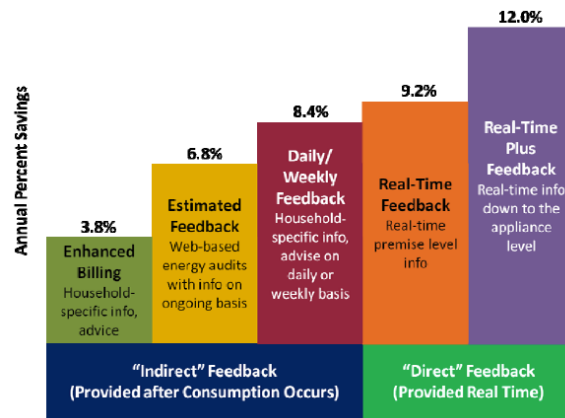 Annual Percent Savings
3.8%
Enhanced
Billing
Household-
specific info,
advice
6.8%
Estimated
Feedback
Web-based
energy audits
with info on
ongoing basis
8.4%
Daily/
Weekly
Feedback
Household-
specific info,
advise on
daily or
weekly basis
9.2%
Real-Time
Feedback
Real-time
premise level
info
12.0%
Real-Time
Plus
Feedback
Real-time info
down to the
appliance
level
“Indirect” Feedback
(Provided after Consumption Occurs)
“Direct” Feedback
(Provided Real Time)